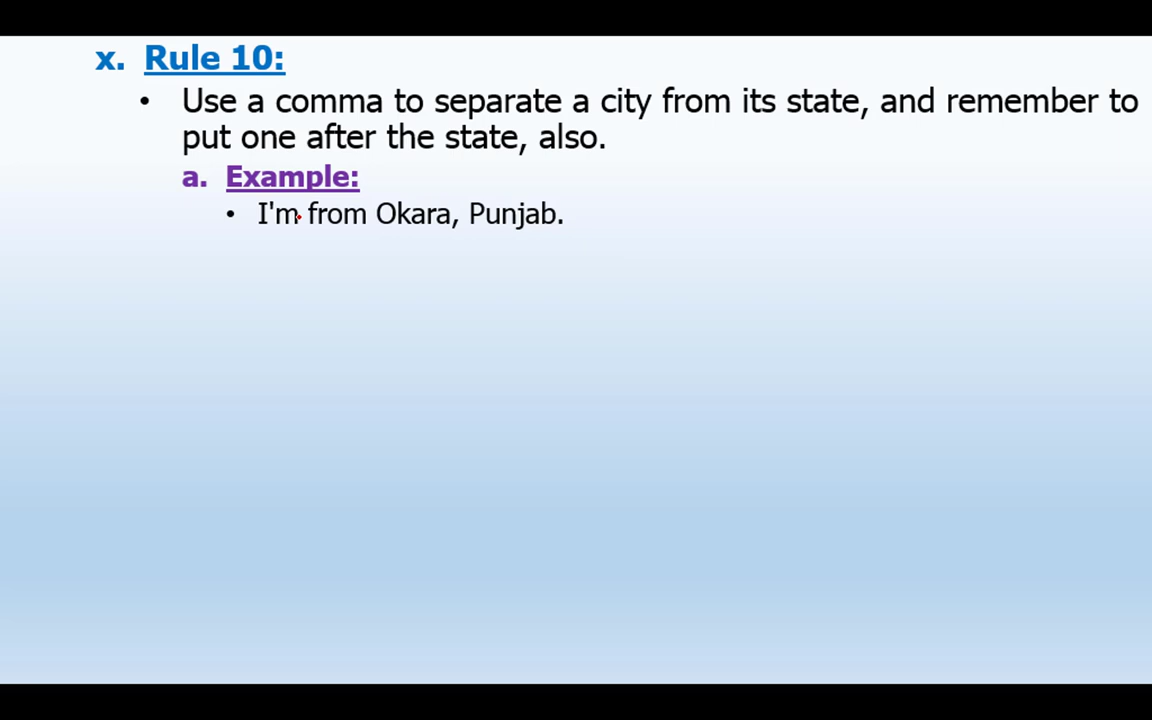 x. Rule 10:
• Use a comma to separate a city from its state, and remember to
put one after the state, also.
a. Example:
• I'm from Okara, Punjab.